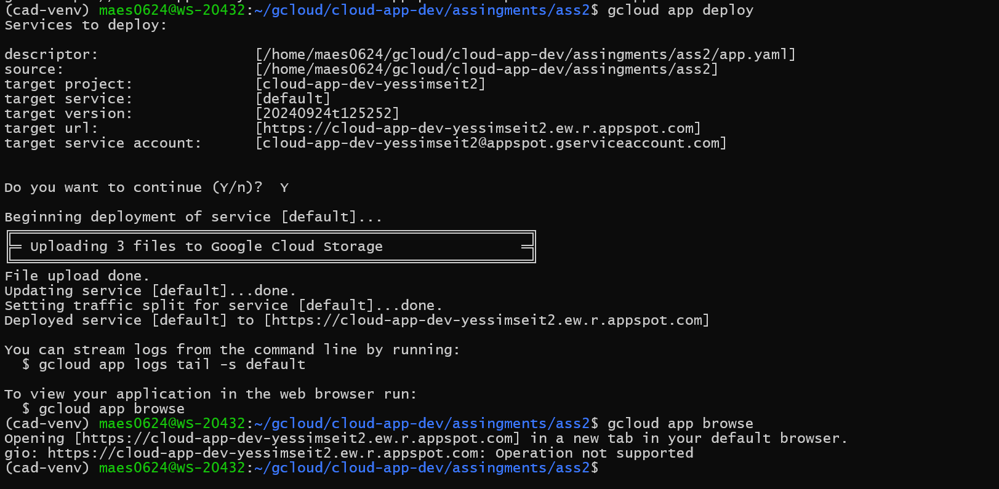 (cad-venv) maes0624@WS-20432:~/gcloud/cloud-app-dev/assingments/ass2$ gcloud app deploy
Services to deploy:
descriptor:                  [/home/maes0624/gcloud/cloud-app-dev/assingments/ass2/app.yaml]
source:                      [/home/maes0624/gcloud/cloud-app-dev/assingments/ass2]
target project:              [cloud-app-dev-yessimseit2]
target service:              [default]
target version:              [20240924t125252]
target url:                  [https://cloud-app-dev-yessimseit2.ew.r.appspot.com]
target service account:      [cloud-app-dev-yessimseit2@appspot.gserviceaccount.com]
Do you want to continue (Y/n)?  Y
Beginning deployment of service [default]...
Uploading 3 files to Google Cloud Storage
File upload done.
Updating service [default]...done.
Setting traffic split for service [default]...done.
Deployed service [default] to [https://cloud-app-dev-yessimseit2.ew.r.appspot.com]
You can stream logs from the command line by running:
  $ gcloud app logs tail -s default
To view your application in the web browser run:
  $ gcloud app browse
(cad-venv) maes0624@WS-20432:~/gcloud/cloud-app-dev/assingments/ass2$ gcloud app browse
Opening [https://cloud-app-dev-yessimseit2.ew.r.appspot.com] in a new tab in your default browser.
gio: https://cloud-app-dev-yessimseit2.ew.r.appspot.com: Operation not supported
(cad-venv) maes0624@WS-20432:~/gcloud/cloud-app-dev/assingments/ass2$